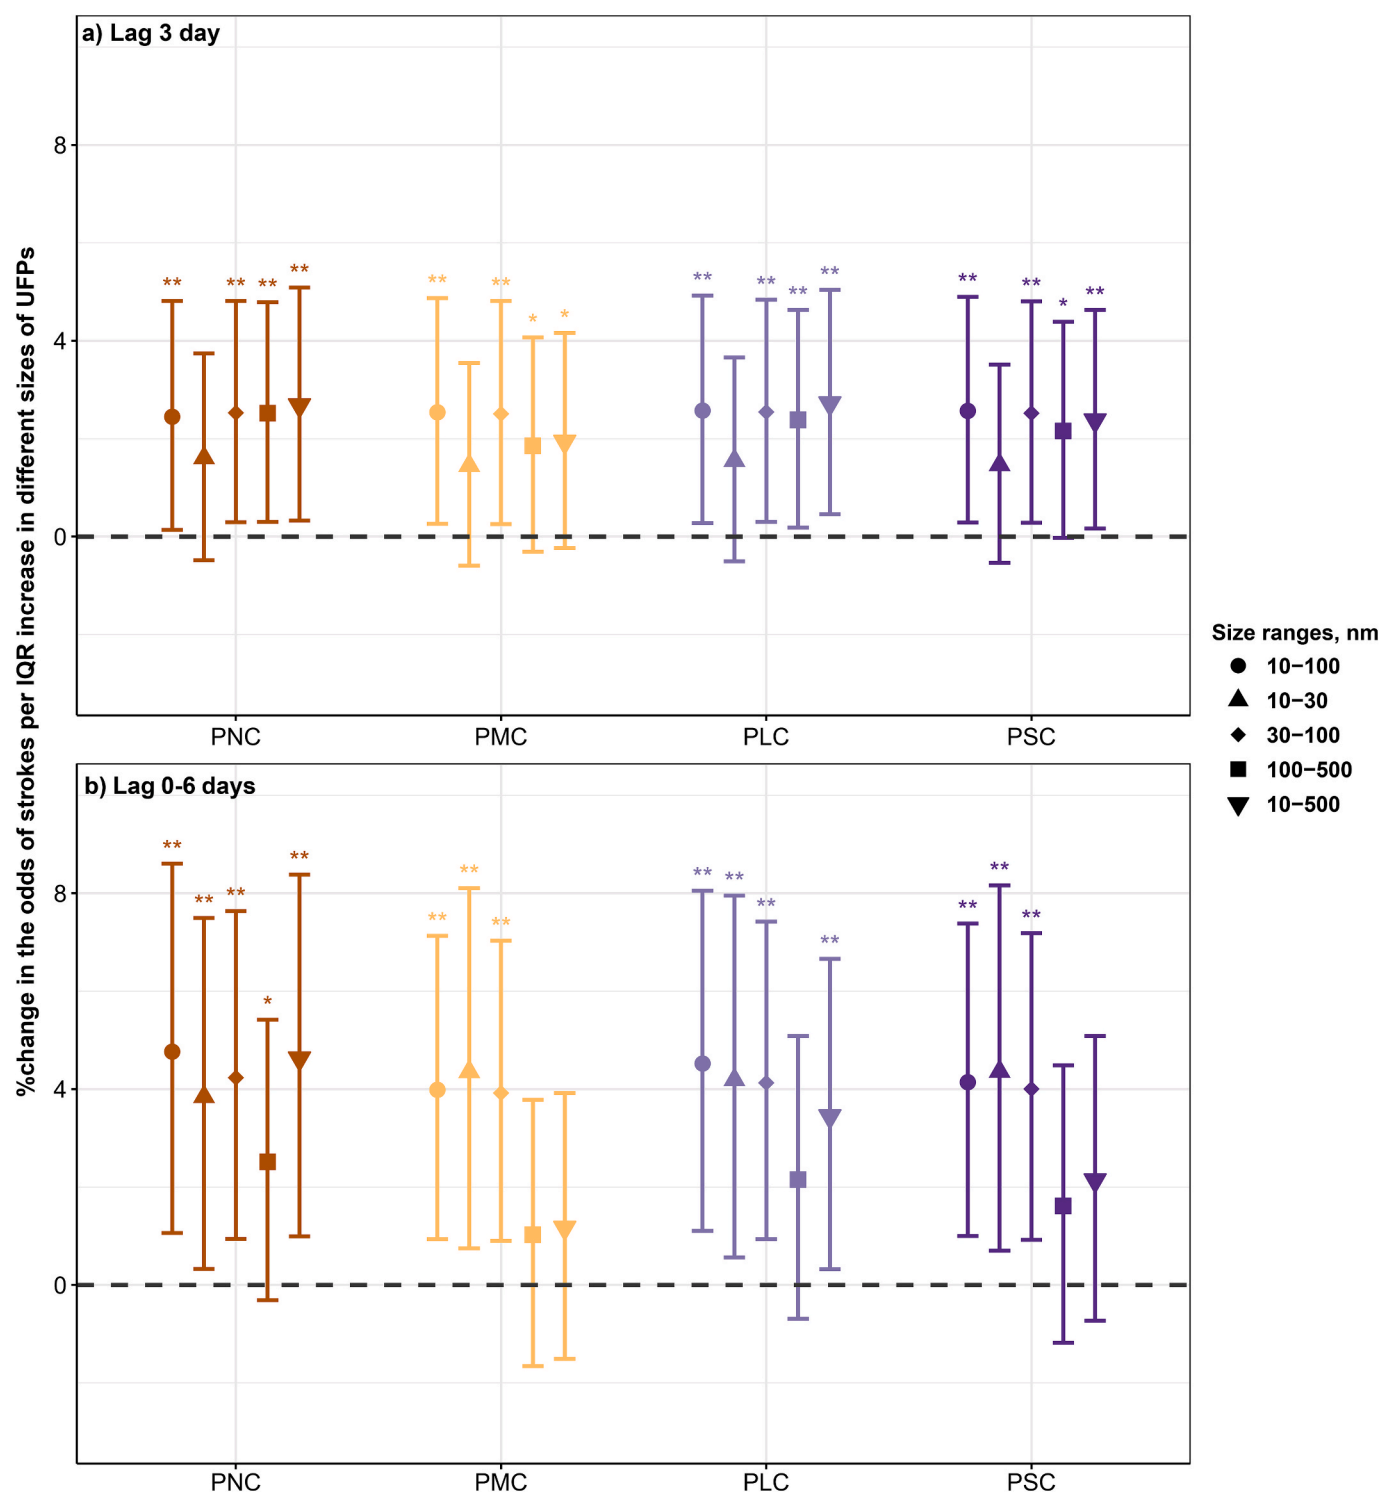 a) Lag 3 day
%change in the odds of strokes per IQR increase in different sizes of UFPs
8
** ** ** ** ** ** ** ** ** ** ** ** ** **
* * *
4
0
PNC PMC PLC PSC
b) Lag 0-6 days
** ** ** ** ** ** ** ** ** ** ** ** ** **
8
*
4
0
PNC PMC PLC PSC
Size ranges, nm
10−100
10−30
30−100
100−500
10−500